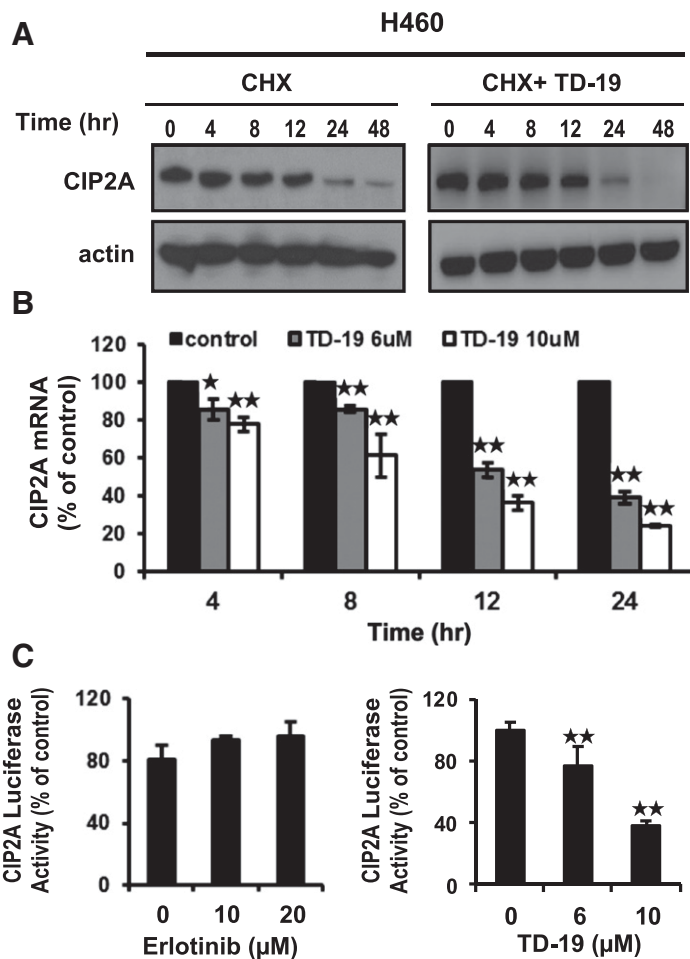 A
H460
CHX
CHX+ TD-19
Time (hr) 0 4 8 12 24 48 0 4 8 12 24 48
CIP2A
actin
B
control TD-19 6uM TD-19 10uM
CIP2A mRNA
(% of control)
120
100
80
60
40
20
0
★ ★★ ★★ ★★ ★★ ★★ ★★ ★★
4 8 12 24
Time (hr)
C
CIP2A Luciferase
Activity (% of control)
120
80
40
0
0 10 20
Erlotinib (µM)
CIP2A Luciferase
Activity (% of control)
120
80
40
0
★★ ★★
0 6 10
TD-19 (µM)